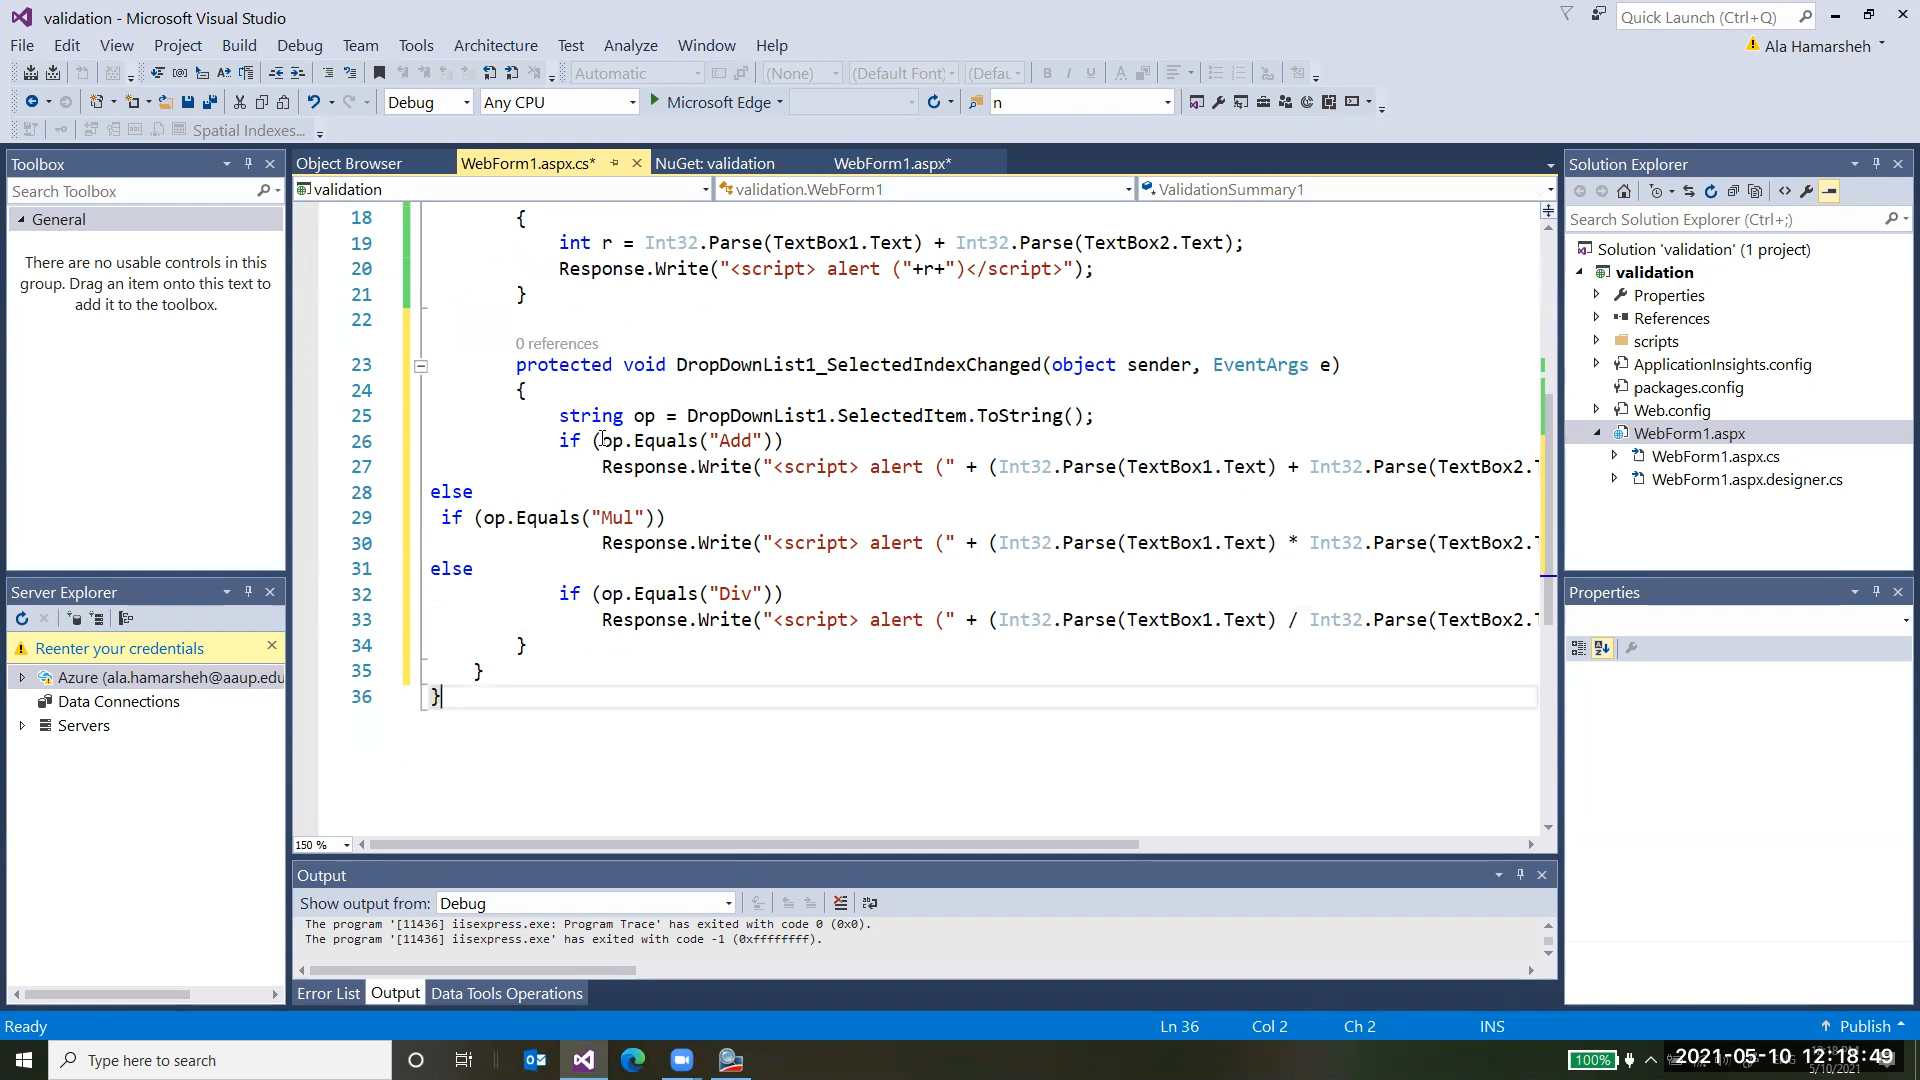 validation - Microsoft Visual Studio
Quick Launch (Ctrl+Q)
File Edit View Project Build Debug Team Tools Architecture Test Analyze Window Help
Ala Hamarsheh
Automatic (None) (Default Font) (Defau
Debug Any CPU Microsoft Edge n
Spatial Indexes...
Toolbox
Search Toolbox
General
There are no usable controls in this
group. Drag an item onto this text to
add it to the toolbox.
Object Browser WebForm1.aspx.cs* NuGet: validation WebForm1.aspx*
validation validation.WebForm1 ValidationSummary1
18 {
19 int r = Int32.Parse(TextBox1.Text) + Int32.Parse(TextBox2.Text);
20 Response.Write("<script> alert ("+r+")</script>");
21 }
22
0 references
23 protected void DropDownList1_SelectedIndexChanged(object sender, EventArgs e)
24 {
25 string op = DropDownList1.SelectedItem.ToString();
26 if (op.Equals("Add"))
27 Response.Write("<script> alert (" + (Int32.Parse(TextBox1.Text) + Int32.Parse(TextBox2.T
28 else
29 if (op.Equals("Mul"))
30 Response.Write("<script> alert (" + (Int32.Parse(TextBox1.Text) * Int32.Parse(TextBox2.T
31 else
32 if (op.Equals("Div"))
33 Response.Write("<script> alert (" + (Int32.Parse(TextBox1.Text) / Int32.Parse(TextBox2.T
34 }
35 }
36 }
150 %
Solution Explorer
Search Solution Explorer (Ctrl+;)
Solution 'validation' (1 project)
validation
Properties
References
scripts
ApplicationInsights.config
packages.config
Web.config
WebForm1.aspx
WebForm1.aspx.cs
WebForm1.aspx.designer.cs
Server Explorer
Reenter your credentials
Azure (ala.hamarsheh@aaup.edu
Data Connections
Servers
Properties
Output
Show output from: Debug
The program '[11436] iisexpress.exe: Program Trace' has exited with code 0 (0x0).
The program '[11436] iisexpress.exe' has exited with code -1 (0xffffffff).
Error List Output Data Tools Operations
Ready Ln 36 Col 2 Ch 2 INS Publish
Type here to search
100%
2021-05-10 12:18:49
5/10/2021